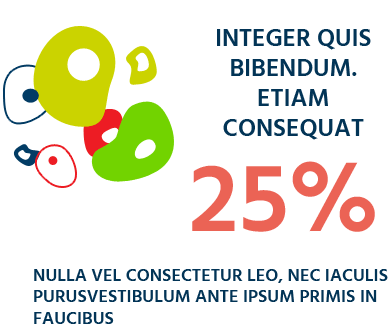 INTEGER QUIS
BIBENDUM.
ETIAM
CONSEQUAT
25%
NULLA VEL CONSECTETUR LEO, NEC IACULIS
PURUSVESTIBULUM ANTE IPSUM PRIMIS IN
FAUCIBUS